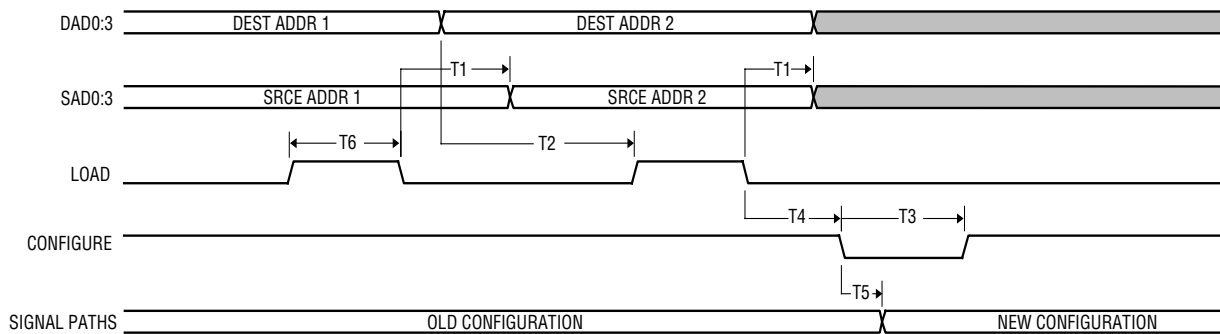 DAD0:3 DEST ADDR 1 DEST ADDR 2
T1 T1
SAD0:3 SRCE ADDR 1 SRCE ADDR 2
T6 T2
LOAD
T4 T3
CONFIGURE
T5
SIGNAL PATHS OLD CONFIGURATION NEW CONFIGURATION